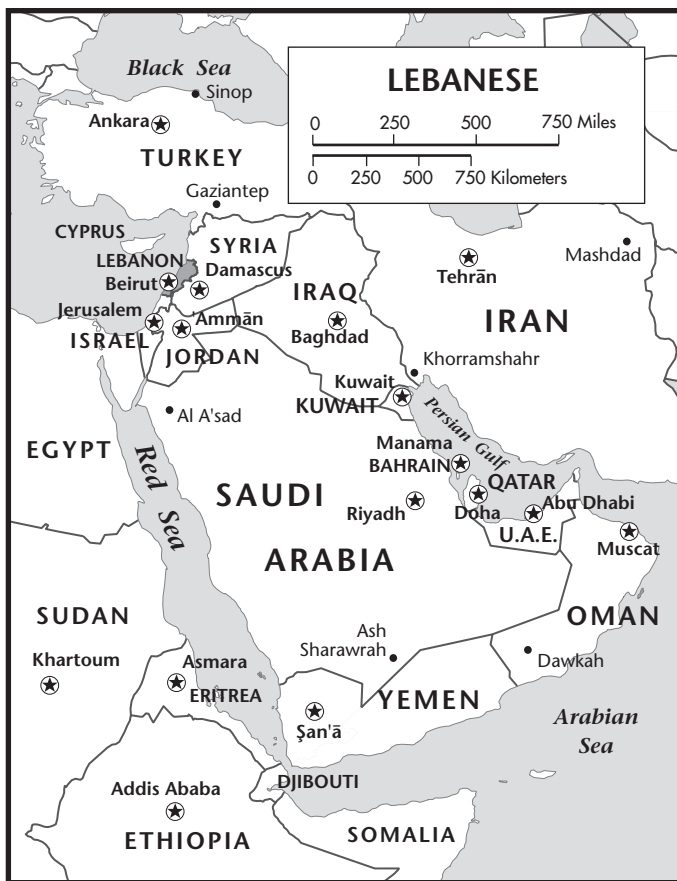 LEBANESE
0 250 500 750 Miles
0 250 500 750 Kilometers
Black Sea
Sinop
Ankara
TURKEY
Gaziantep
CYPRUS
SYRIA
LEBANON
Damascus
Beirut
Tehrān
Mashdad
IRAQ
Jerusalem
'Ammān
Baghdad
IRAN
ISRAEL
JORDAN
Khorramshahr
Kuwait
KUWAIT
Al A'sad
Persian Gulf
EGYPT
Red Sea
Manama
BAHRAIN
QATAR
SAUDI
Riyadh
Doha
Abu Dhabi
U.A.E.
Muscat
ARABIA
OMAN
SUDAN
Ash
Sharawrah
Dawkah
Khartoum
Asmara
ERITREA
YEMEN
Şan'ā
Arabian
Sea
DJIBOUTI
Addis Ababa
ETHIOPIA
SOMALIA